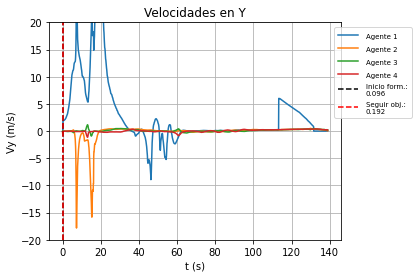 Velocidades en Y
Vy (m/s)
20
15
10
5
0
−5
−10
−15
−20
0
20
40
60
80
100
120
140
t (s)
Agente 1
Agente 2
Agente 3
Agente 4
Inicio form.:
0.096
Seguir obj.:
0.192